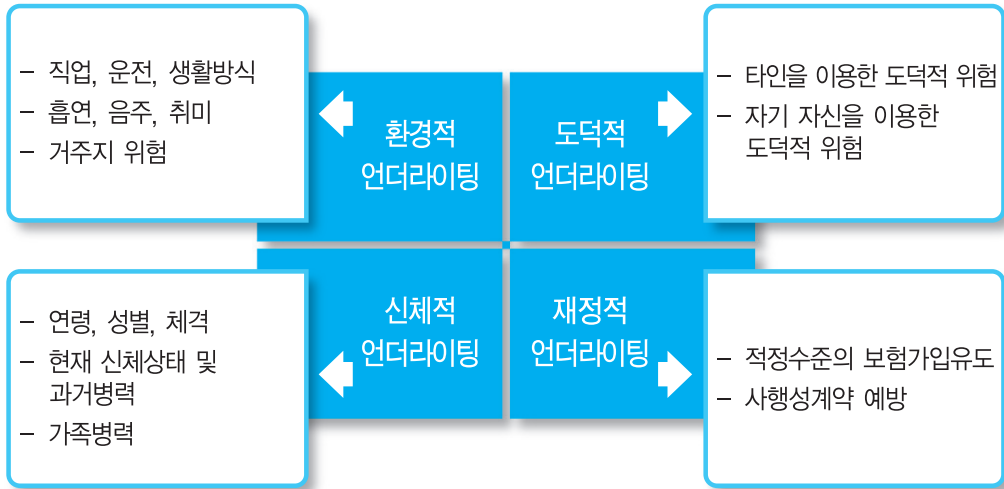 - 직업, 운전, 생활방식
- 흡연, 음주, 취미
- 거주지 위험
환경적
언더라이팅
도덕적
언더라이팅
- 타인을 이용한 도덕적 위험
- 자기 자신을 이용한
도덕적 위험
- 연령, 성별, 체격
- 현재 신체상태 및
과거병력
- 가족병력
신체적
언더라이팅
재정적
언더라이팅
- 적정수준의 보험가입유도
- 사행성계약 예방